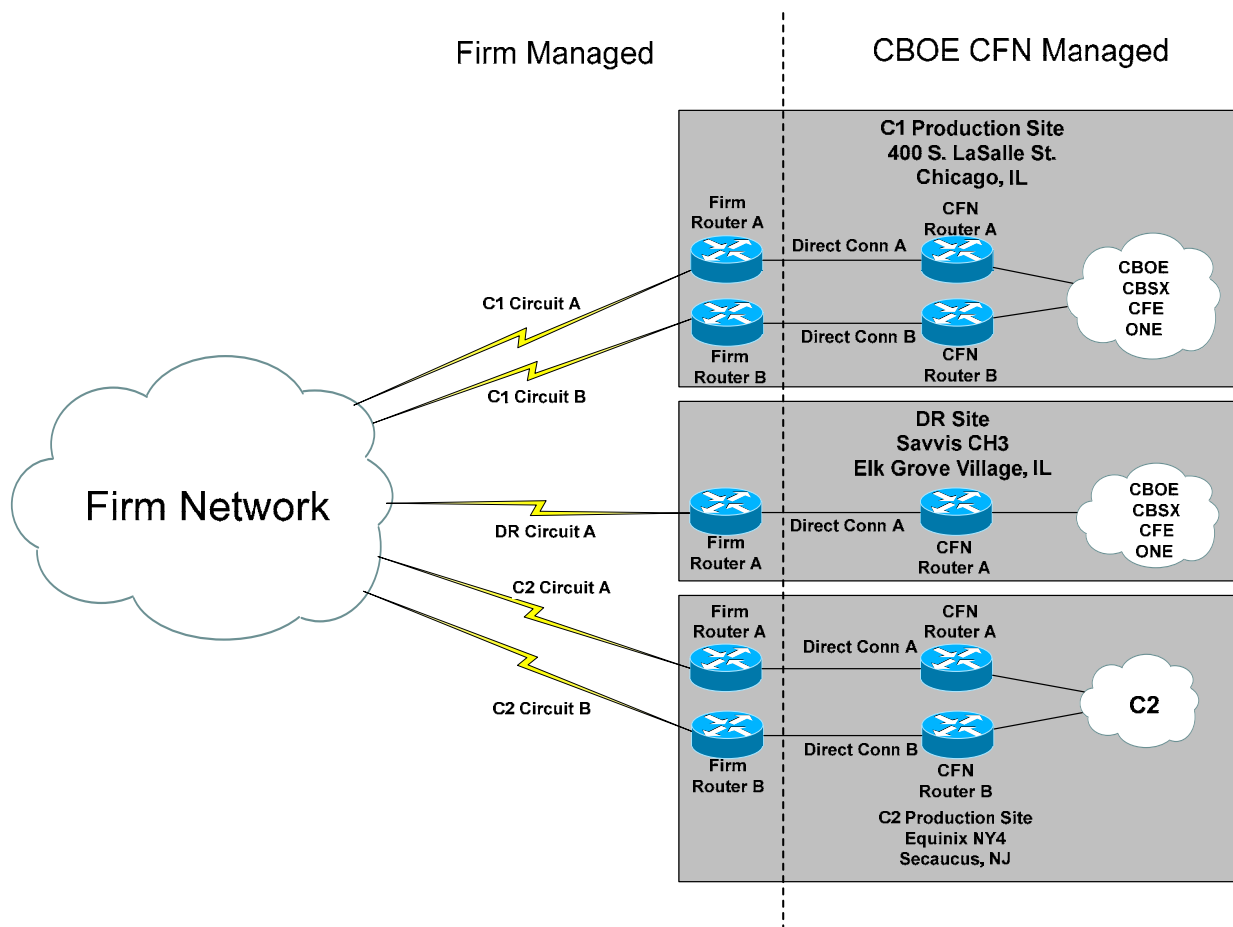 Firm Managed
CBOE CFN Managed
C1 Production Site
400 S. LaSalle St.
Chicago, IL
Firm
Router A
CFN
Router A
Direct Conn A
C1 Circuit A
CBOE
CBSX
CFE
ONE
Direct Conn B
Firm
Router B
CFN
Router B
C1 Circuit B
DR Site
Savvis CH3
Elk Grove Village, IL
Firm Network
CBOE
CBSX
CFE
ONE
DR Circuit A
Direct Conn A
Firm
Router A
CFN
Router A
C2 Circuit A
Firm
Router A
CFN
Router A
Direct Conn A
C2
C2 Circuit B
Direct Conn B
Firm
Router B
CFN
Router B
C2 Production Site
Equinix NY4
Secaucus, NJ